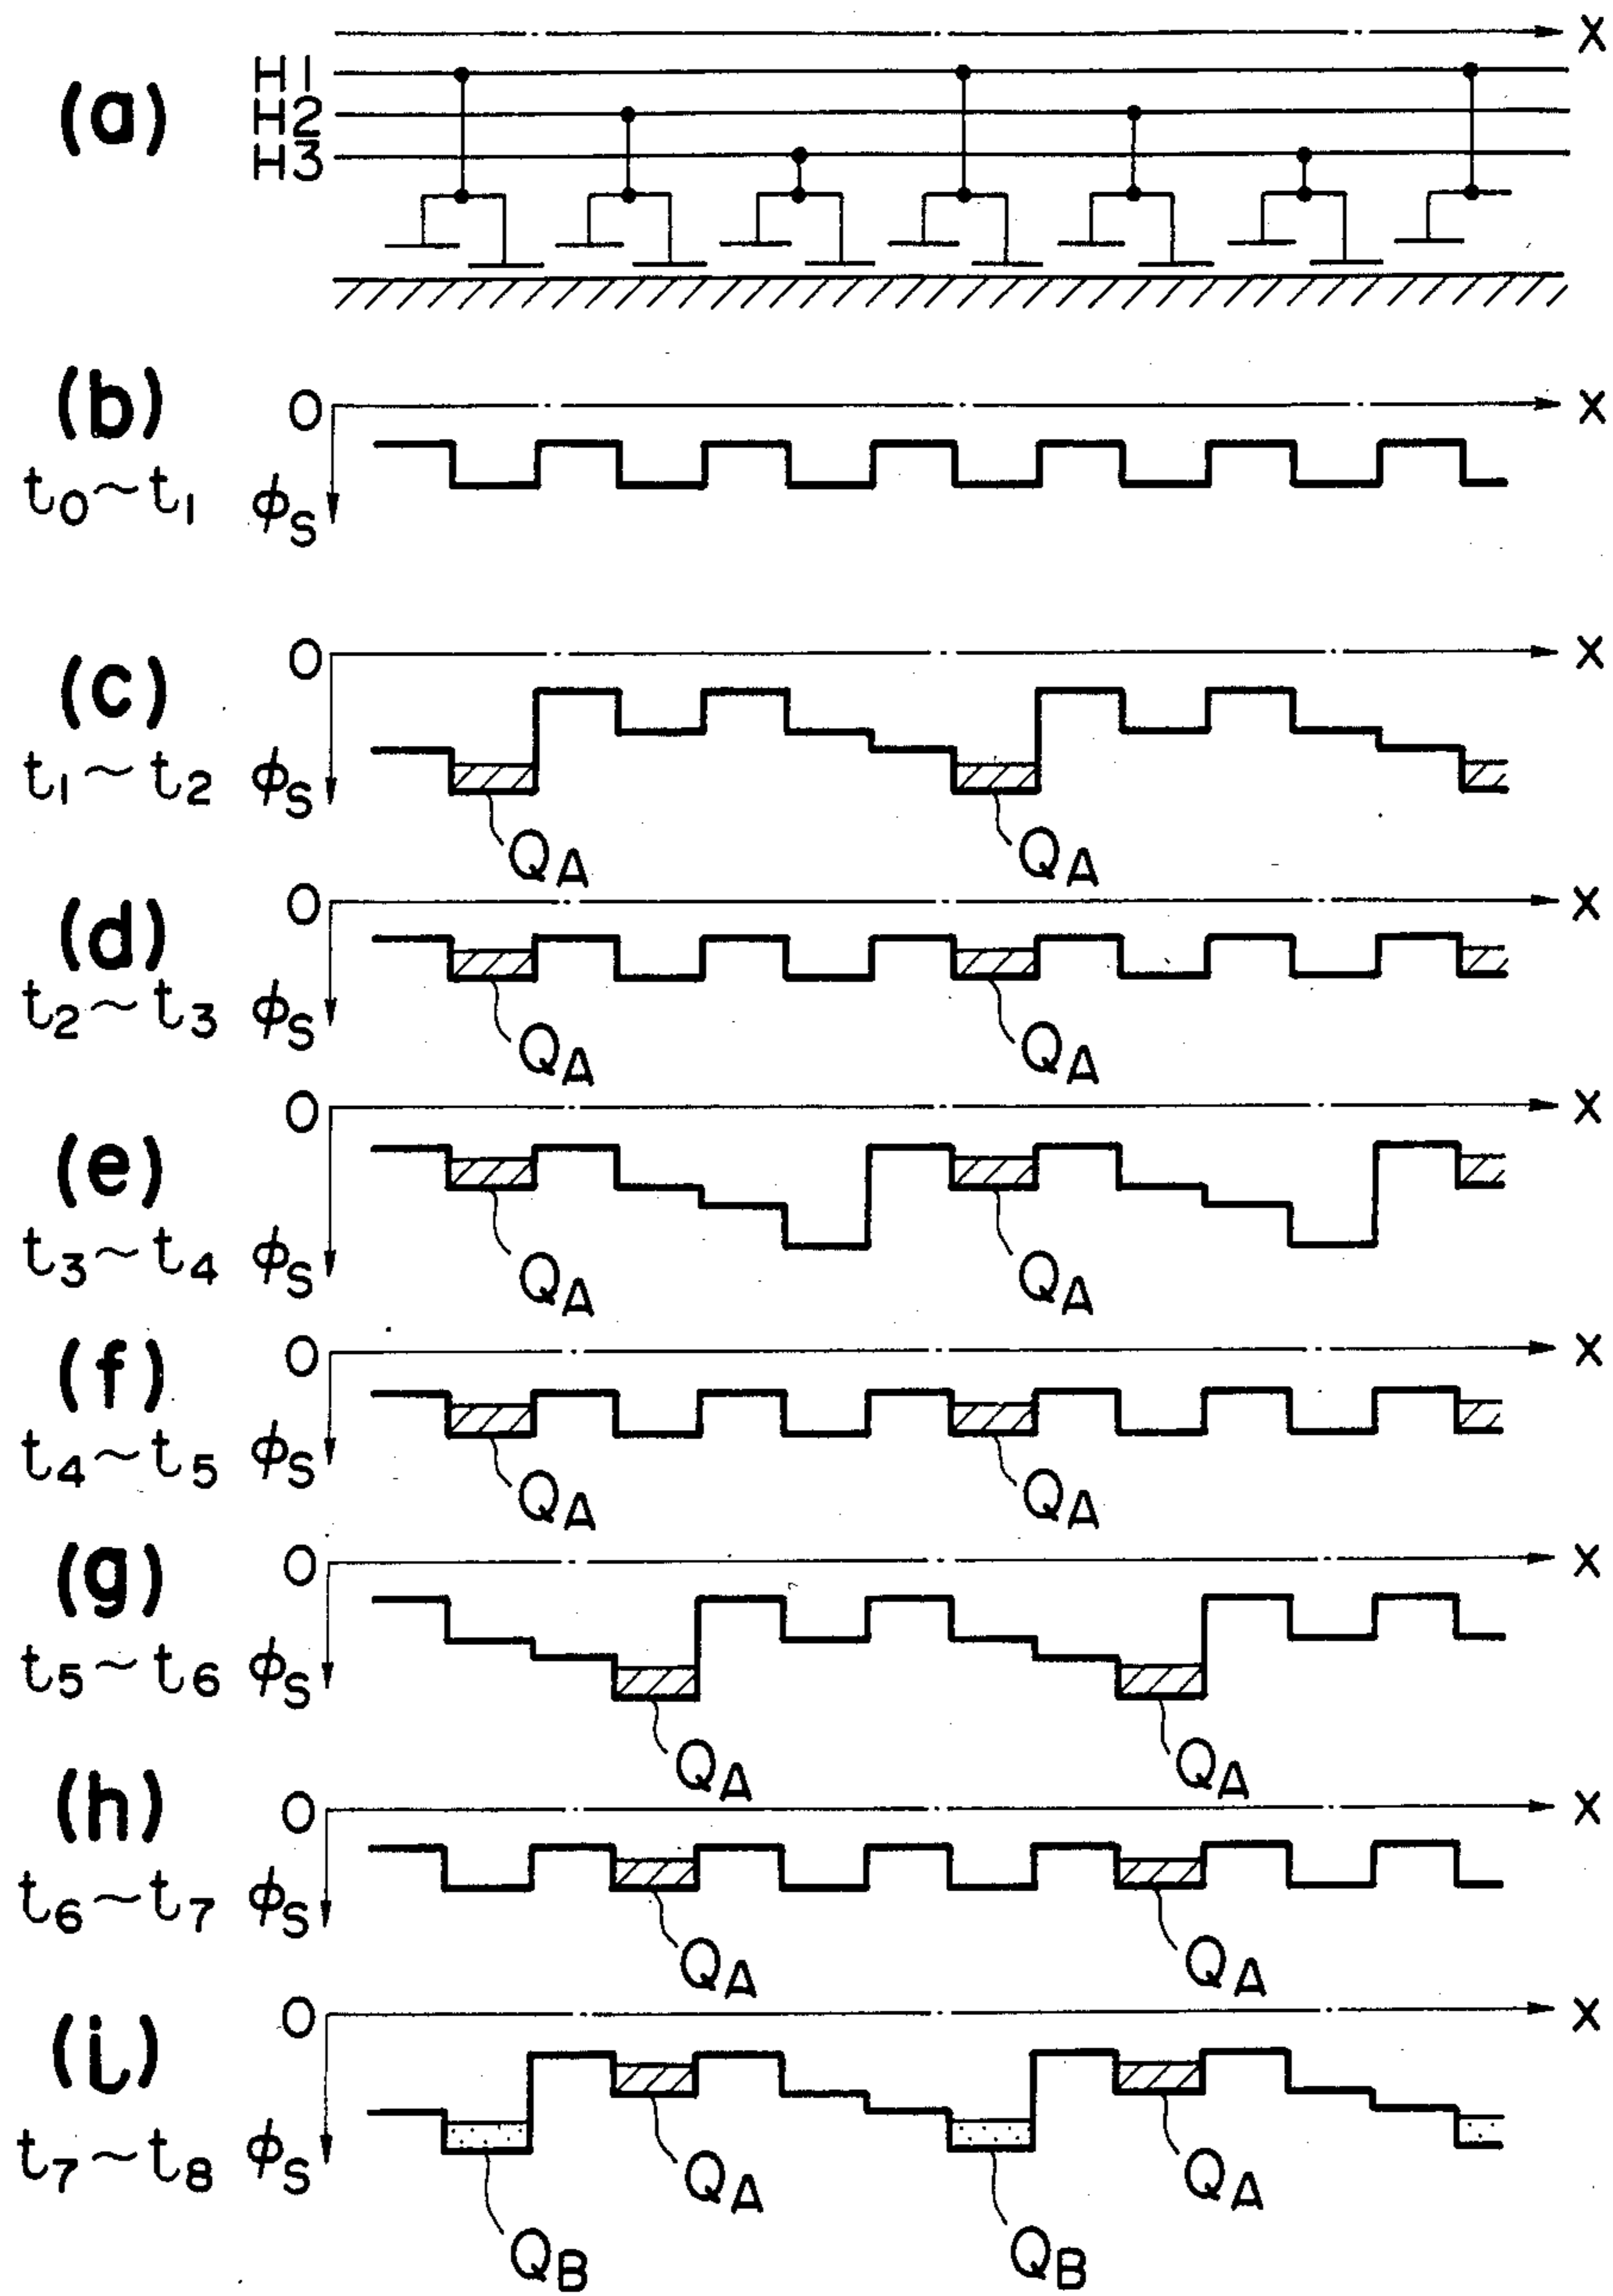 X
(a)
H1
H2
H3
(b)
O
X
t0~t1
ϕS
(c)
O
X
t1~t2
ϕS
QA
QA
(d)
O
X
t2~t3
ϕS
QA
QA
(e)
O
X
t3~t4
ϕS
QA
QA
(f)
O
X
t4~t5
ϕS
QA
QA
(g)
O
X
t5~t6
ϕS
QA
QA
(h)
O
X
t6~t7
ϕS
QA
QA
(i)
O
X
t7~t8
ϕS
QA
QA
QB
QB